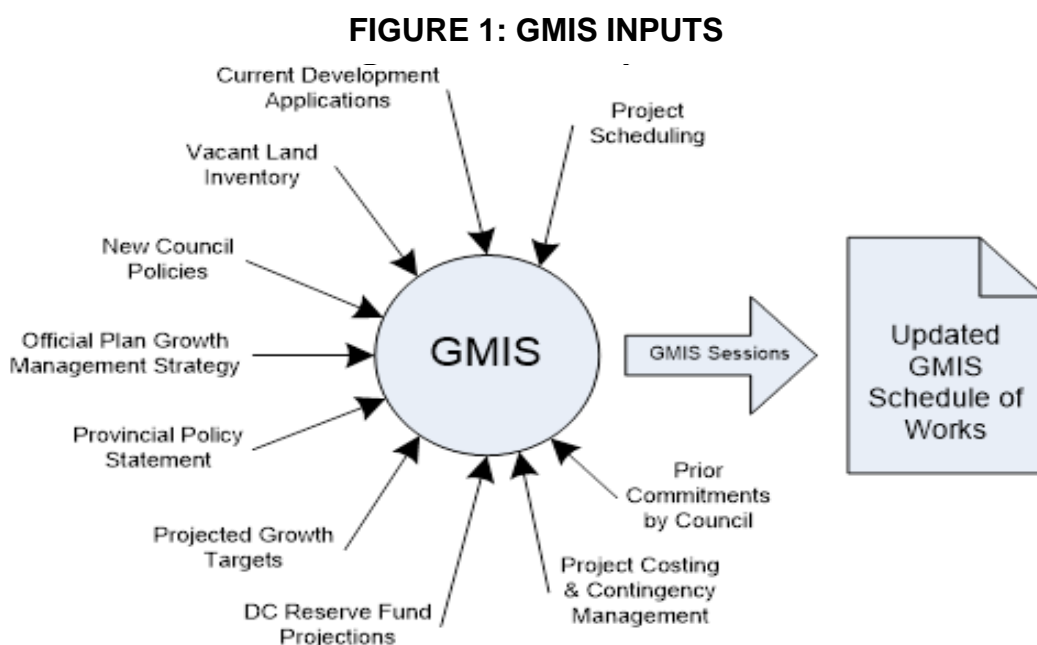 FIGURE 1: GMIS INPUTS
Current Development
Applications
Project
Scheduling
Vacant Land
Inventory
New Council
Policies
Official Plan Growth
Management Strategy
GMIS
GMIS Sessions
Updated
GMIS
Schedule of
Works
Provincial Policy
Statement
Prior
Commitments
by Council
Projected Growth
Targets
Project Costing
& Contingency
Management
DC Reserve Fund
Projections